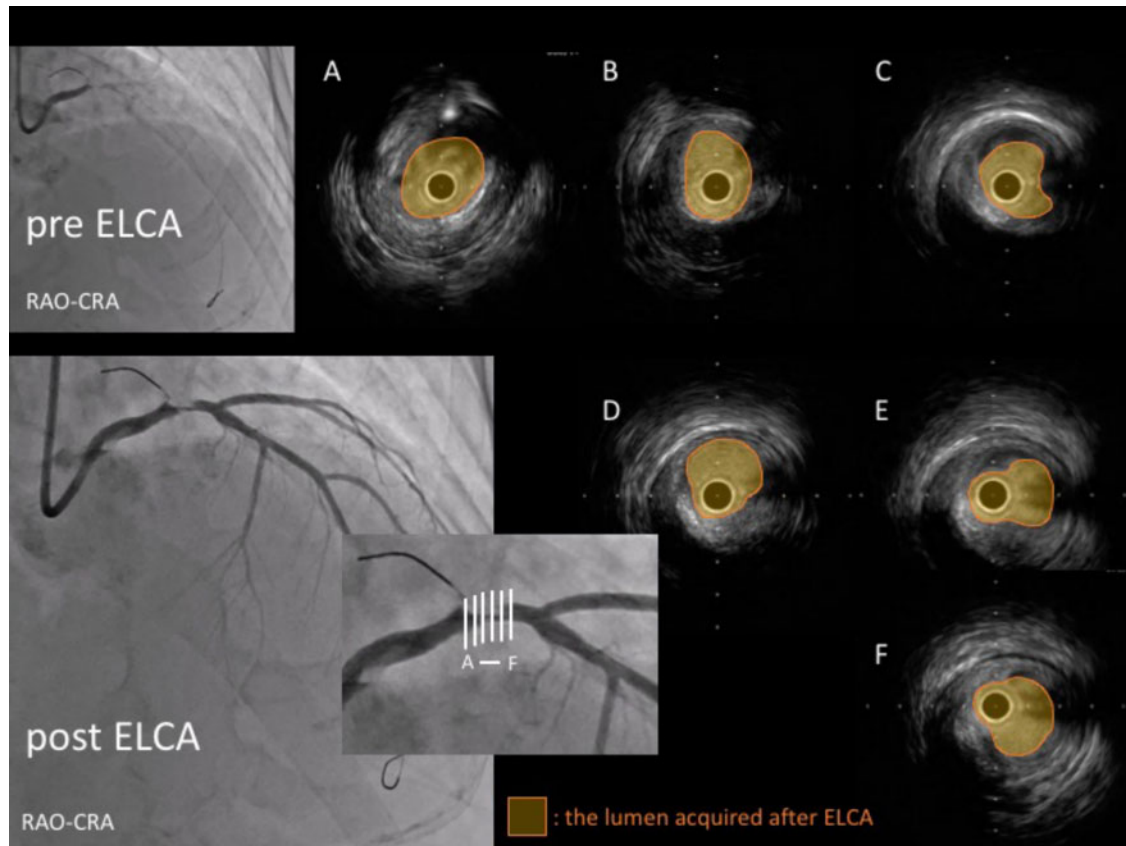 A
B
C
pre ELCA
RAO-CRA
D
E
A — F
F
post ELCA
RAO-CRA
: the lumen acquired after ELCA